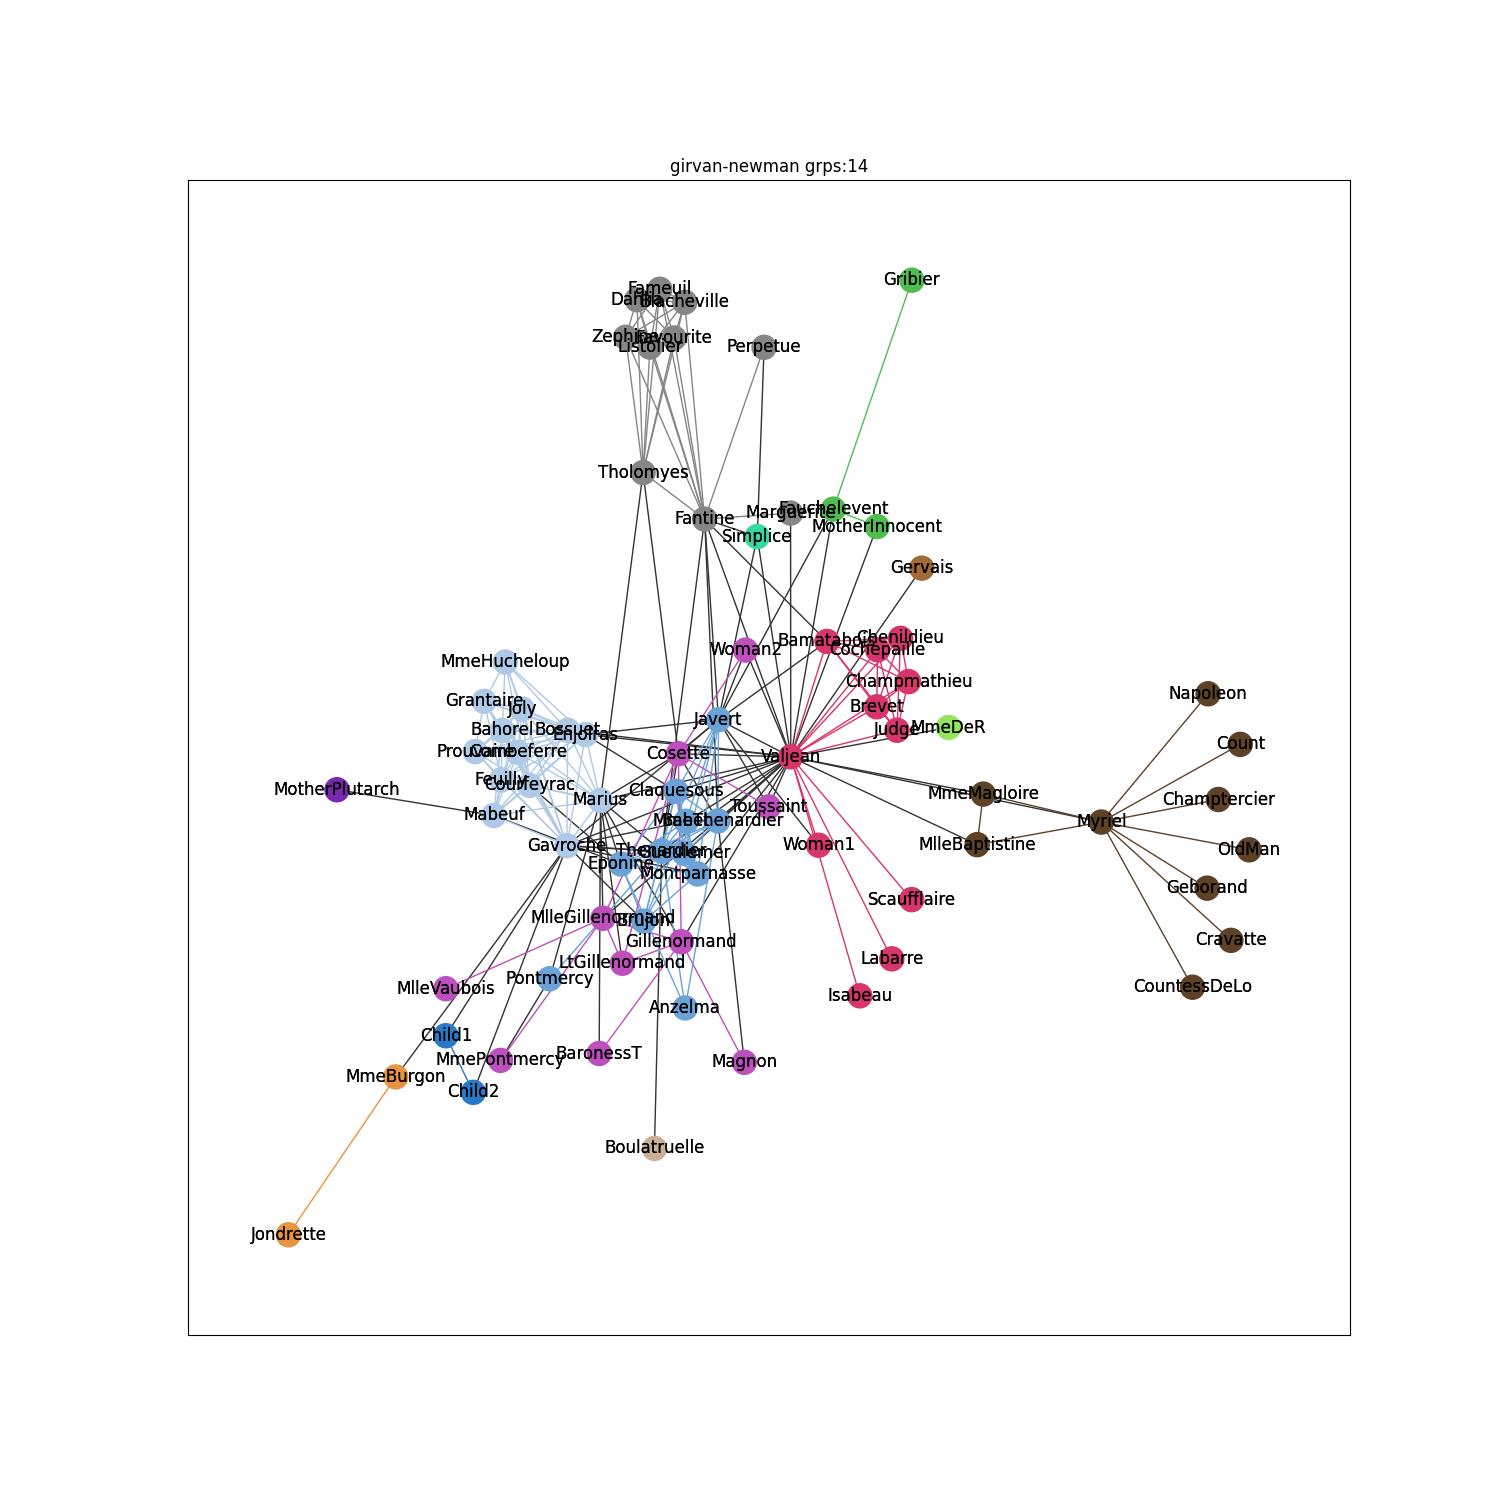 girvan-newman grps:14
Gribier
Fameuil
Dahlia
Blacheville
Zephine
Favourite
Listolier
Perpetue
Tholomyes
Fauchelevent
Marguerite
Fantine
MotherInnocent
Simplice
Gervais
Chenildieu
Bamatabois
Cochepaille
Woman2
MmeHucheloup
Champmathieu
Napoleon
Grantaire
Joly
Brevet
Javert
MmeDeR
Judge
Bahorel
Bossuet
Enjolras
Count
Prouvaire
Combeferre
Cosette
Valjean
Feuilly
Courfeyrac
MotherPlutarch
Claquesous
MmeMagloire
Marius
Champtercier
Toussaint
Mabeuf
MmeThenardier
Babet
Myriel
Gavroche
Woman1
MlleBaptistine
OldMan
Thenardier
Gueulemer
Eponine
Montparnasse
Geborand
Scaufflaire
MlleGillenormand
Brujon
Gillenormand
Cravatte
Labarre
LtGillenormand
Pontmercy
MlleVaubois
CountessDeLo
Isabeau
Anzelma
Child1
BaronessT
MmePontmercy
Magnon
MmeBurgon
Child2
Boulatruelle
Jondrette